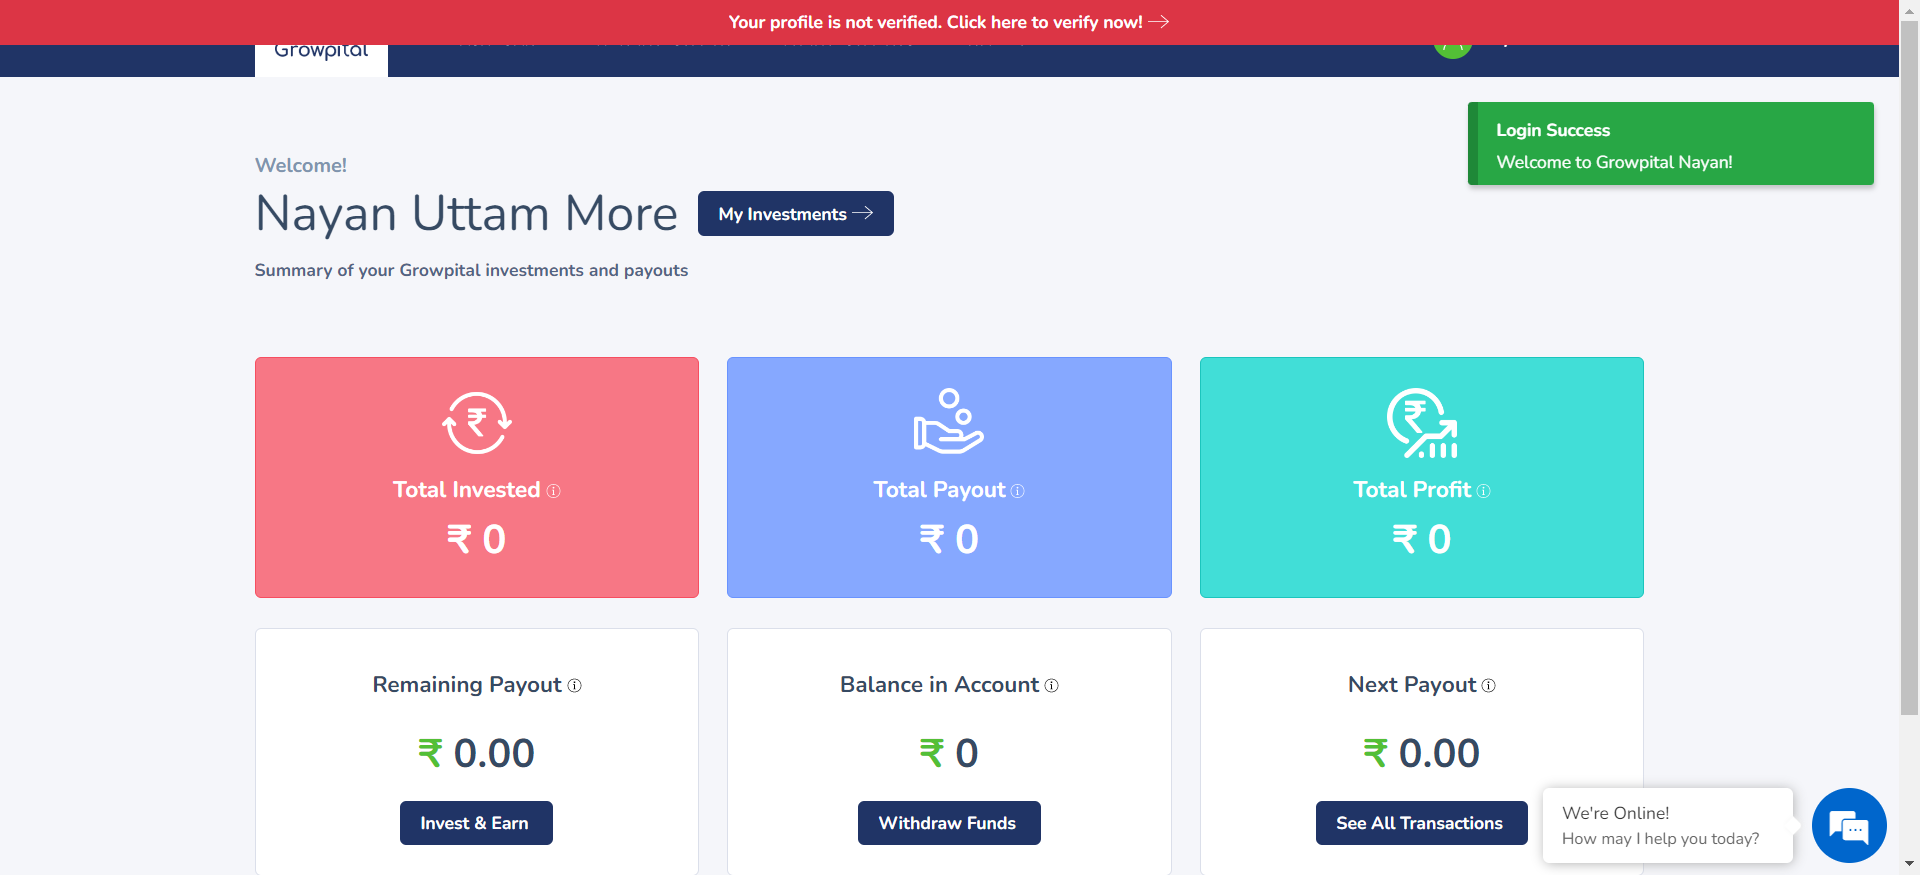 Your profile is not verified. Click here to verify now!
Growpital
Login Success
Welcome to Growpital Nayan!
Welcome!
Nayan Uttam More
My Investments
Summary of your Growpital investments and payouts
Total Invested
₹ 0
Total Payout
₹ 0
Total Profit
₹ 0
Remaining Payout
₹ 0.00
Invest & Earn
Balance in Account
₹ 0
Withdraw Funds
Next Payout
₹ 0.00
See All Transactions
We're Online!
How may I help you today?